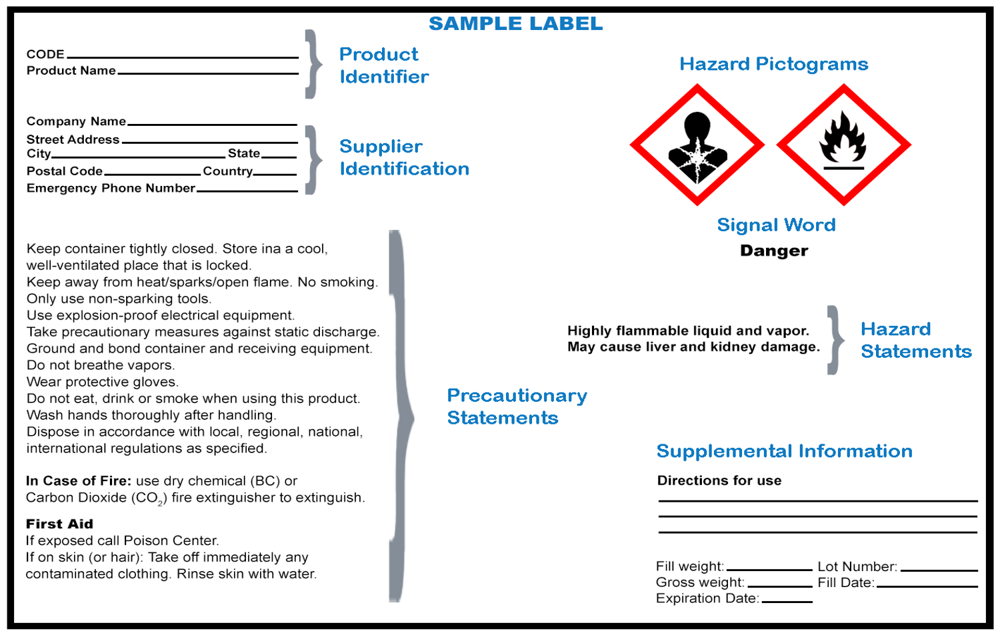 SAMPLE LABEL
CODE
Product Name
Product
Identifier
Company Name
Street Address
City State
Postal Code Country
Emergency Phone Number
Supplier
Identification
Hazard Pictograms
Signal Word
Danger
Keep container tightly closed. Store ina a cool,
well-ventilated place that is locked.
Keep away from heat/sparks/open flame. No smoking.
Only use non-sparking tools.
Use explosion-proof electrical equipment.
Take precautionary measures against static discharge.
Ground and bond container and receiving equipment.
Do not breathe vapors.
Wear protective gloves.
Do not eat, drink or smoke when using this product.
Wash hands thoroughly after handling.
Dispose in accordance with local, regional, national,
international regulations as specified.
In Case of Fire: use dry chemical (BC) or
Carbon Dioxide (CO2) fire extinguisher to extinguish.
First Aid
If exposed call Poison Center.
If on skin (or hair): Take off immediately any
contaminated clothing. Rinse skin with water.
Precautionary
Statements
Highly flammable liquid and vapor.
May cause liver and kidney damage.
Hazard
Statements
Supplemental Information
Directions for use
Fill weight: Lot Number:
Gross weight: Fill Date:
Expiration Date: